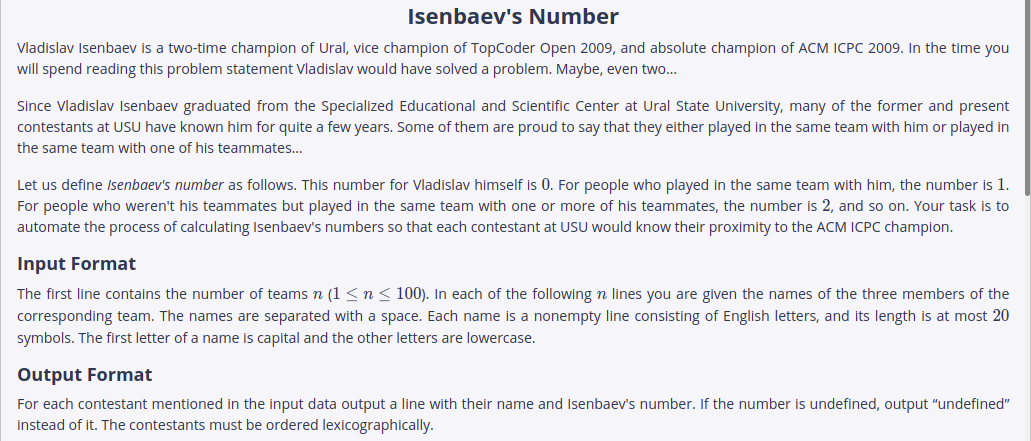 Isenbaev's Number
Vladislav Isenbaev is a two-time champion of Ural, vice champion of TopCoder Open 2009, and absolute champion of ACM ICPC 2009. In the time you
will spend reading this problem statement Vladislav would have solved a problem. Maybe, even two...
Since Vladislav Isenbaev graduated from the Specialized Educational and Scientific Center at Ural State University, many of the former and present
contestants at USU have known him for quite a few years. Some of them are proud to say that they either played in the same team with him or played in
the same team with one of his teammates...
Let us define Isenbaev's number as follows. This number for Vladislav himself is 0. For people who played in the same team with him, the number is 1.
For people who weren't his teammates but played in the same team with one or more of his teammates, the number is 2, and so on. Your task is to
automate the process of calculating Isenbaev's numbers so that each contestant at USU would know their proximity to the ACM ICPC champion.
Input Format
The first line contains the number of teams n (1 ≤ n ≤ 100). In each of the following n lines you are given the names of the three members of the
corresponding team. The names are separated with a space. Each name is a nonempty line consisting of English letters, and its length is at most 20
symbols. The first letter of a name is capital and the other letters are lowercase.
Output Format
For each contestant mentioned in the input data output a line with their name and Isenbaev's number. If the number is undefined, output “undefined”
instead of it. The contestants must be ordered lexicographically.